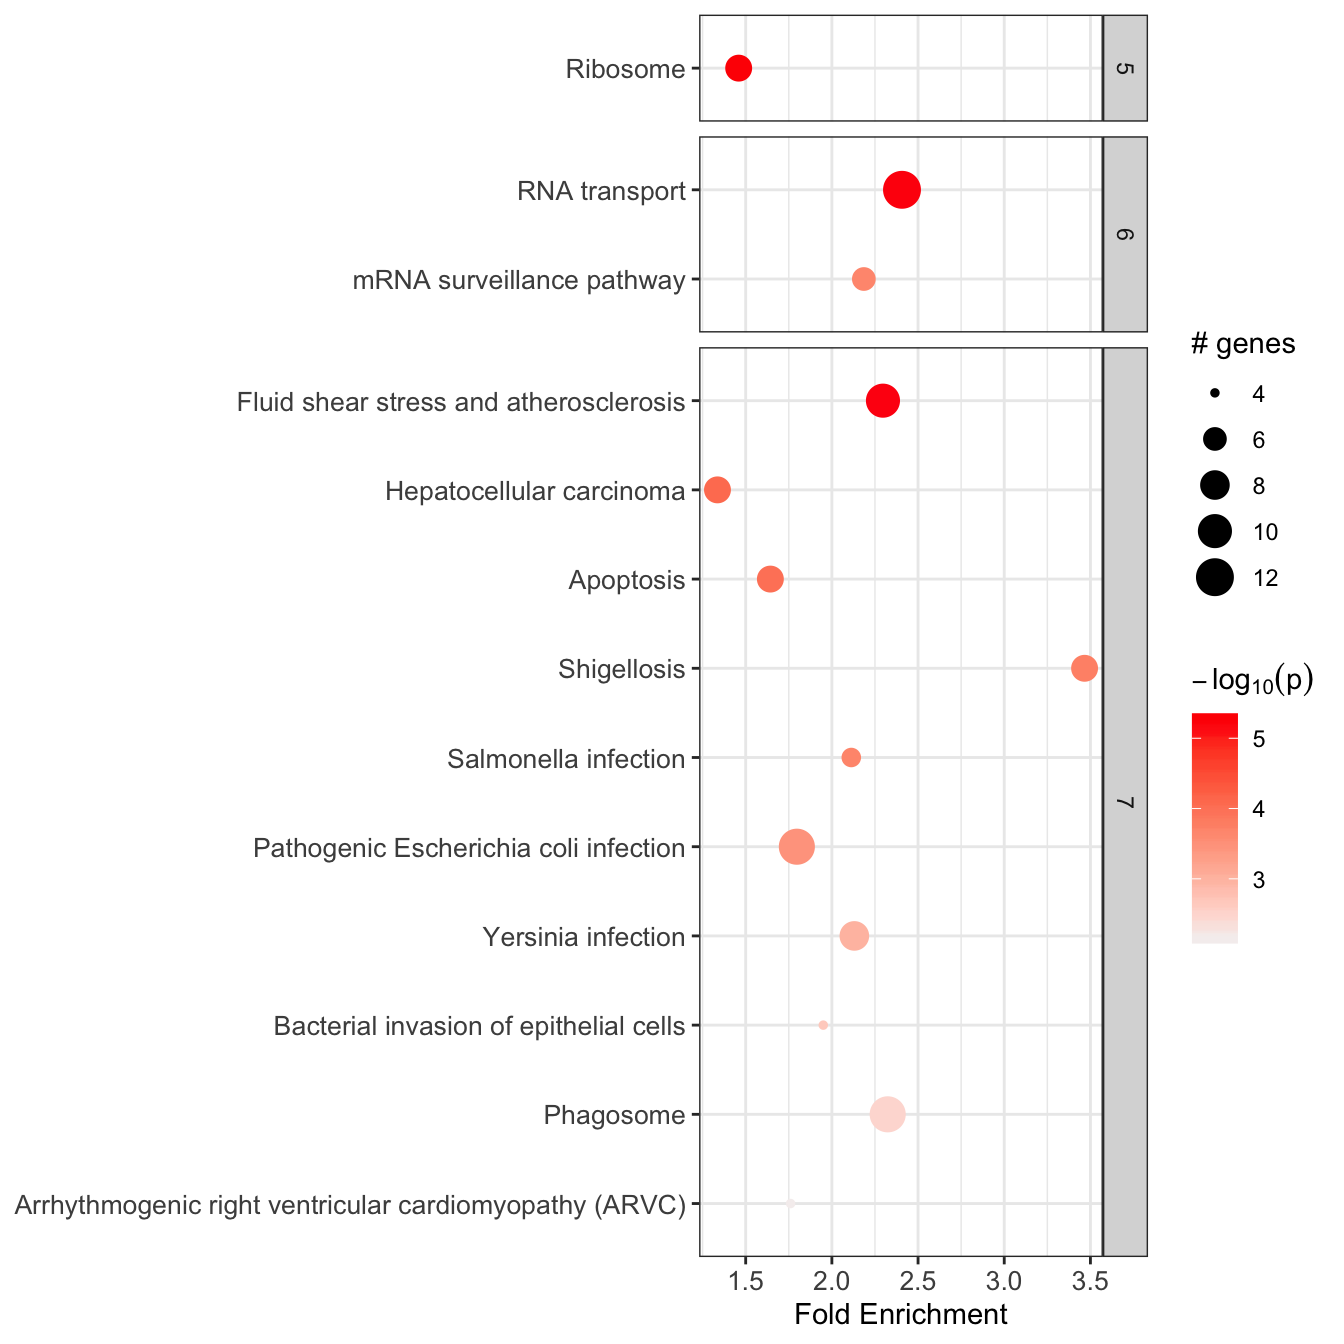 Ribosome
5
RNA transport
6
mRNA surveillance pathway
Fluid shear stress and atherosclerosis
Hepatocellular carcinoma
Apoptosis
Shigellosis
Salmonella infection
7
Pathogenic Escherichia coli infection
Yersinia infection
Bacterial invasion of epithelial cells
Phagosome
Arrhythmogenic right ventricular cardiomyopathy (ARVC)
1.5 2.0 2.5 3.0 3.5
Fold Enrichment
# genes
4
6
8
10
12
−log₁₀(p)
5
4
3